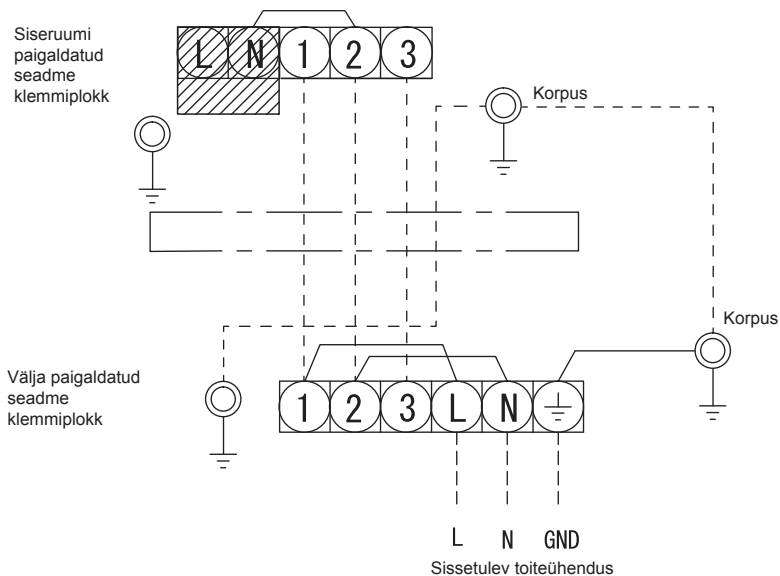 Siseruumi
paigaldatud
seadme
klemmiplokk
L N 1 2 3
Korpus
Korpus
Välja paigaldatud
seadme
klemmiplokk
1 2 3 L N
L N GND
Sissetulev toiteühendus